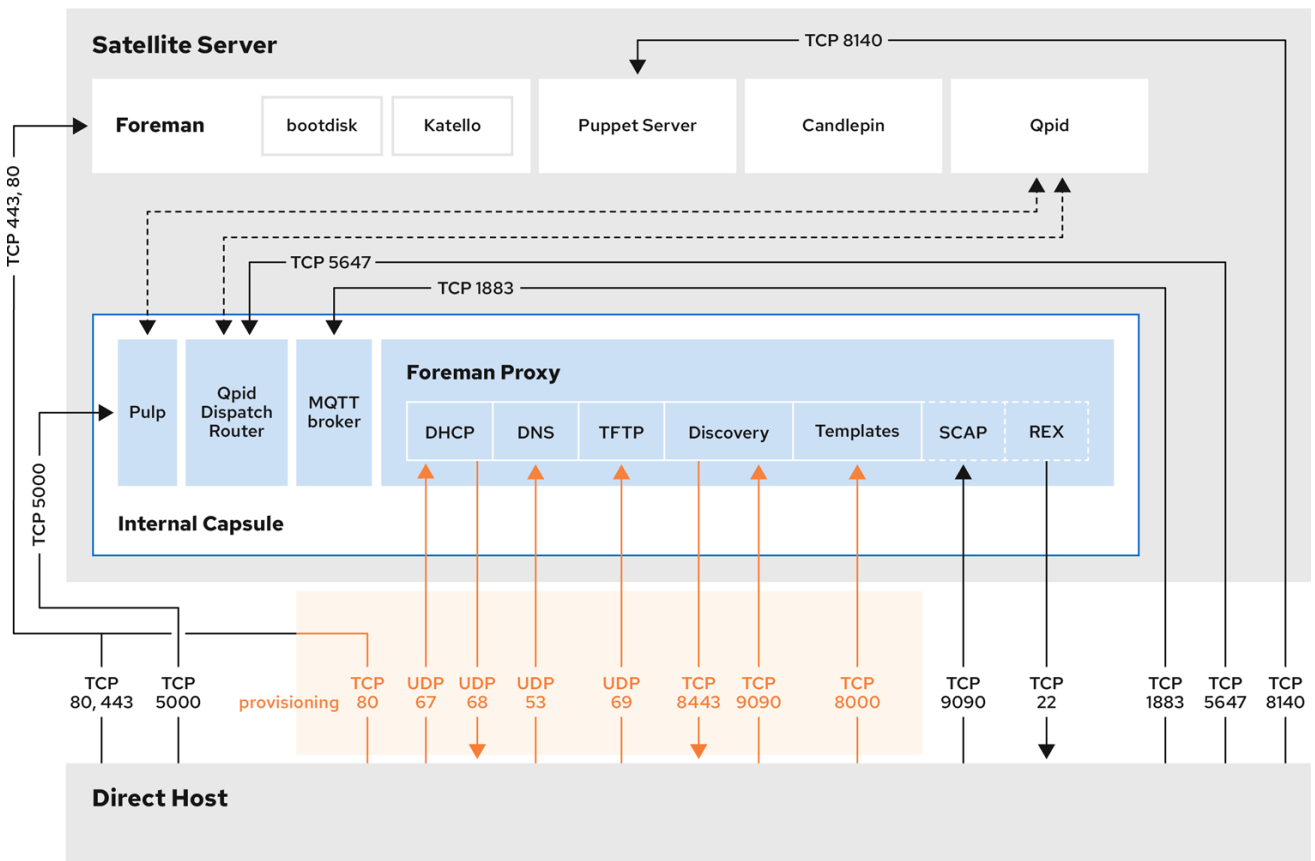 Satellite Server
TCP 8140
Foreman
bootdisk
Katello
Puppet Server
Candlepin
Qpid
TCP 443, 80
TCP 5647
TCP 1883
Pulp
Qpid
Dispatch
Router
MQTT
broker
Foreman Proxy
DHCP
DNS
TFTP
Discovery
Templates
SCAP
REX
TCP 5000
Internal Capsule
TCP
80, 443
TCP
5000
provisioning
TCP
80
UDP
67
UDP
68
UDP
53
UDP
69
TCP
8443
TCP
9090
TCP
8000
TCP
9090
TCP
22
TCP
1883
TCP
5647
TCP
8140
Direct Host